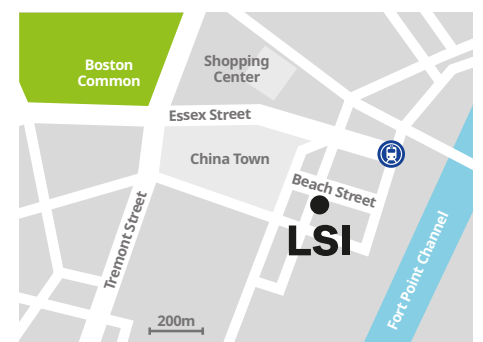 Boston
Common
Shopping
Center
Essex Street
China Town
Beach Street
LSI
Tremont Street
Fort Point Channel
200m